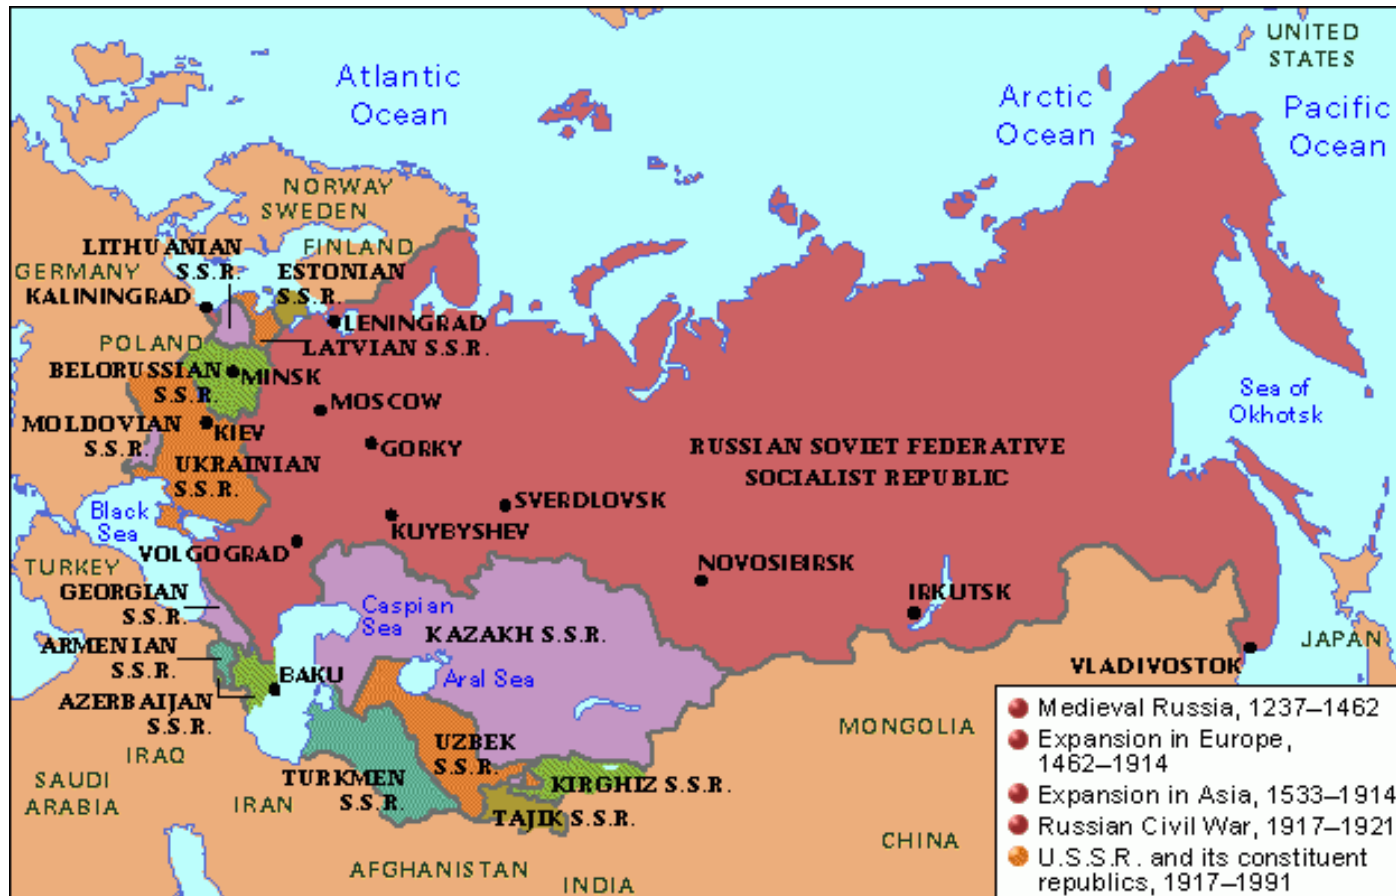 UNITED
STATES
Atlantic
Ocean
Arctic
Ocean
Pacific
Ocean
NORWAY
SWEDEN
FINLAND
LITHUANIAN
S.S.R.
GERMANY
ESTONIAN
S.S.R.
KALININGRAD
LENINGRAD
POLAND
LATVIAN S.S.R.
BELORUSSIAN
S.S.R.
MINSK
MOSCOW
Sea of
Okhotsk
MOLDOVIAN
S.S.R.
KIEV
GORKY
RUSSIAN SOVIET FEDERATIVE
SOCIALIST REPUBLIC
UKRAINIAN
S.S.R.
SVERDLOVSK
Black
Sea
KUYBYSHEV
VOLGOGRAD
NOVOSIBIRSK
TURKEY
GEORGIAN
S.S.R.
IRKUTSK
Caspian
Sea
KAZAKH S.S.R.
ARMENIAN
S.S.R.
JAPAN
VLADIVOSTOK
BAKU
Aral Sea
AZERBAIJAN
S.S.R.
MONGOLIA
IRAQ
UZBEK
S.S.R.
SAUDI
ARABIA
IRAN
TURKMEN
S.S.R.
KIRGHIZ S.S.R.
TAJIK S.S.R.
CHINA
AFGHANISTAN
INDIA
Medieval Russia, 1237–1462
Expansion in Europe,
1462–1914
Expansion in Asia, 1533–1914
Russian Civil War, 1917–1921
U.S.S.R. and its constituent
republics, 1917–1991